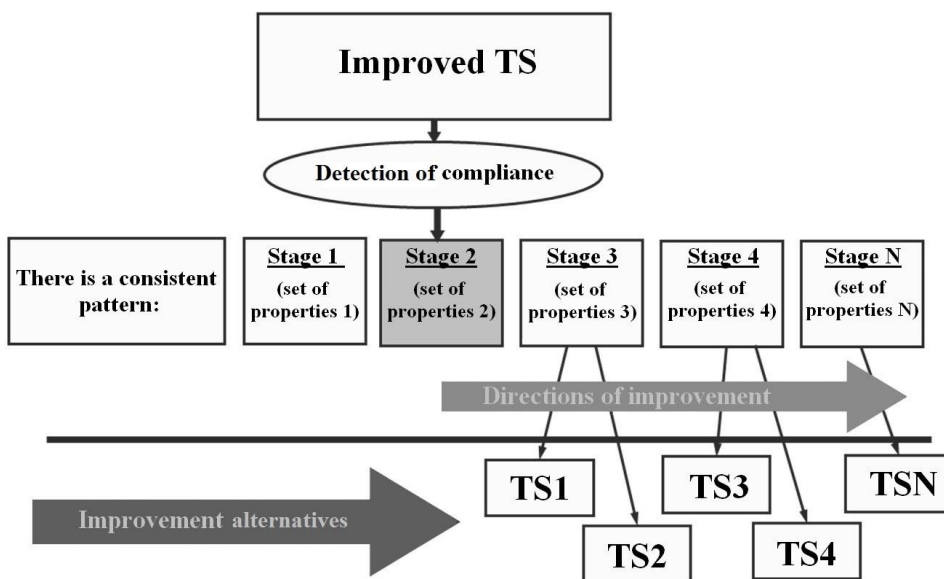 Improved TS
Detection of compliance
There is a consistent
pattern:
Stage 1
(set of
properties 1)
Stage 2
(set of
properties 2)
Stage 3
(set of
properties 3)
Stage 4
(set of
properties 4)
Stage N
(set of
properties N)
Directions of improvement
TS1
TS3
TSN
Improvement alternatives
TS2
TS4